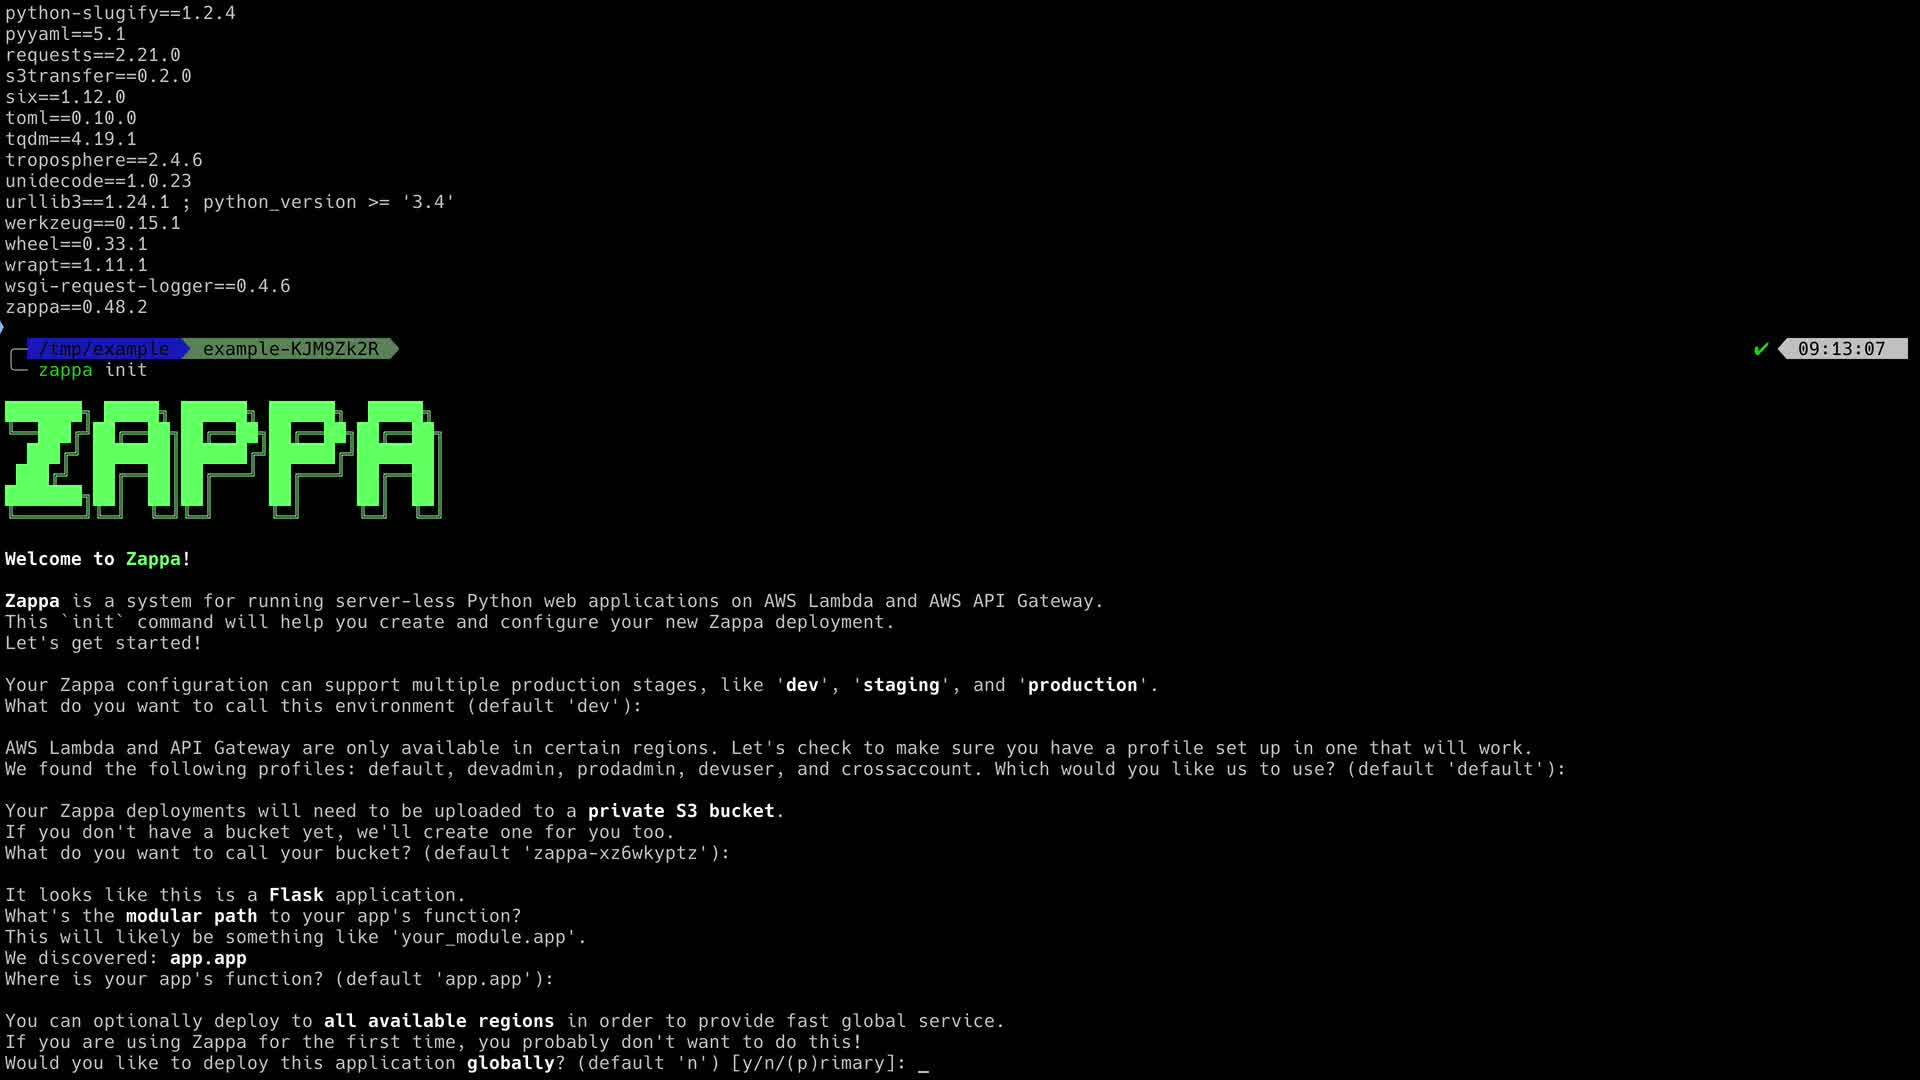 python-slugify==1.2.4
pyyaml==5.1
requests==2.21.0
s3transfer==0.2.0
six==1.12.0
toml==0.10.0
tqdm==4.19.1
troposphere==2.4.6
unidecode==1.0.23
urllib3==1.24.1 ; python_version >= '3.4'
werkzeug==0.15.1
wheel==0.33.1
wrapt==1.11.1
wsgi-request-logger==0.4.6
zappa==0.48.2
/tmp/example example-KJM9Zk2R ✔ 09:13:07
zappa init
ZAPPA
Welcome to Zappa!
Zappa is a system for running server-less Python web applications on AWS Lambda and AWS API Gateway.
This `init` command will help you create and configure your new Zappa deployment.
Let's get started!
Your Zappa configuration can support multiple production stages, like 'dev', 'staging', and 'production'.
What do you want to call this environment (default 'dev'):
AWS Lambda and API Gateway are only available in certain regions. Let's check to make sure you have a profile set up in one that will work.
We found the following profiles: default, devadmin, prodadmin, devuser, and crossaccount. Which would you like us to use? (default 'default'):
Your Zappa deployments will need to be uploaded to a private S3 bucket.
If you don't have a bucket yet, we'll create one for you too.
What do you want to call your bucket? (default 'zappa-xz6wkyptz'):
It looks like this is a Flask application.
What's the modular path to your app's function?
This will likely be something like 'your_module.app'.
We discovered: app.app
Where is your app's function? (default 'app.app'):
You can optionally deploy to all available regions in order to provide fast global service.
If you are using Zappa for the first time, you probably don't want to do this!
Would you like to deploy this application globally? (default 'n') [y/n/(p)rimary]: _